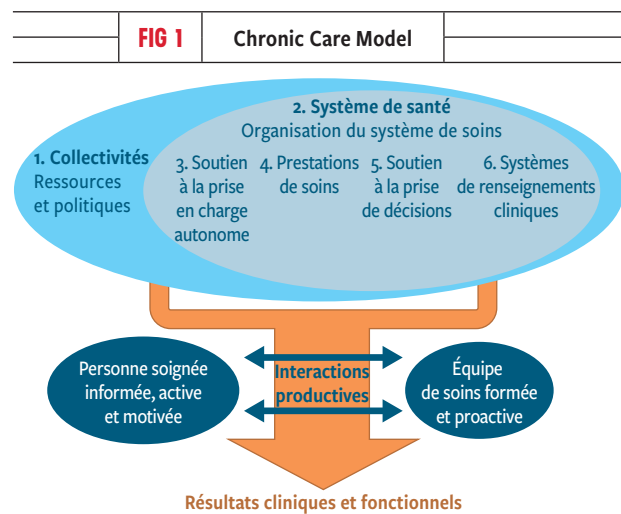 FIG 1 Chronic Care Model
2. Système de santé
Organisation du système de soins
1. Collectivités
Ressources
et politiques
3. Soutien
à la prise
en charge
autonome
4. Prestations
de soins
5. Soutien
à la prise
de décisions
6. Systèmes
de renseignements
cliniques
Personne soignée
informée, active
et motivée
Interactions
productives
Équipe
de soins formée
et proactive
Résultats cliniques et fonctionnels